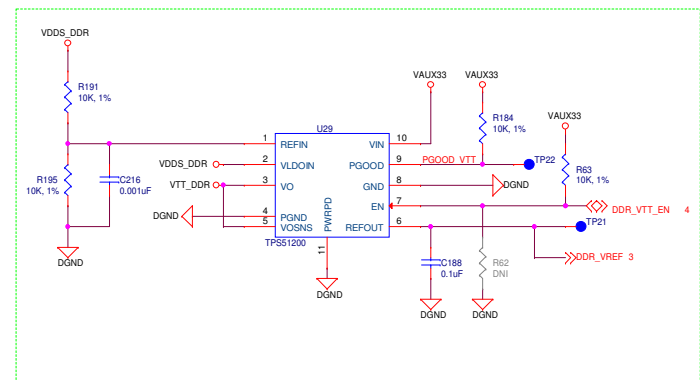 VDDS_DDR
R191
10K, 1%
R195
10K, 1%
C216
0.001uF
DGND
VDDS_DDR
VTT_DDR
DGND
U29
1 REFIN
2 VLDOIN
3 VO
4 PGND
5 VOSNS
TPS51200
PWRPD
11
DGND
VIN 10
PGOOD 9
GND 8
EN 7
REFOUT 6
VAUX33
VAUX33
R184
10K, 1%
PGOOD_VTT
TP22
DGND
VAUX33
R63
10K, 1%
DDR_VTT_EN 4
TP21
DDR_VREF 3
C188
0.1uF
DGND
R62
DNI
DGND